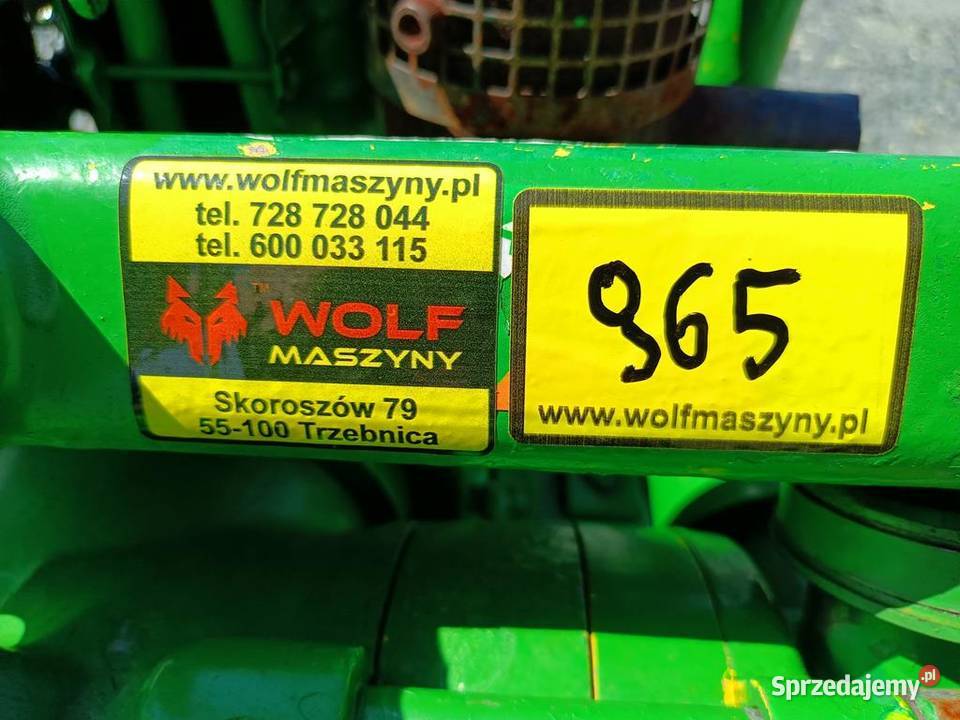 www.wolfmaszyny.pl
tel. 728 728 044
tel. 600 033 115
TM
WOLF
MASZYNY
Skoroszów 79
55-100 Trzebnica
965
www.wolfmaszyny.pl
Sprzedajemy.pl